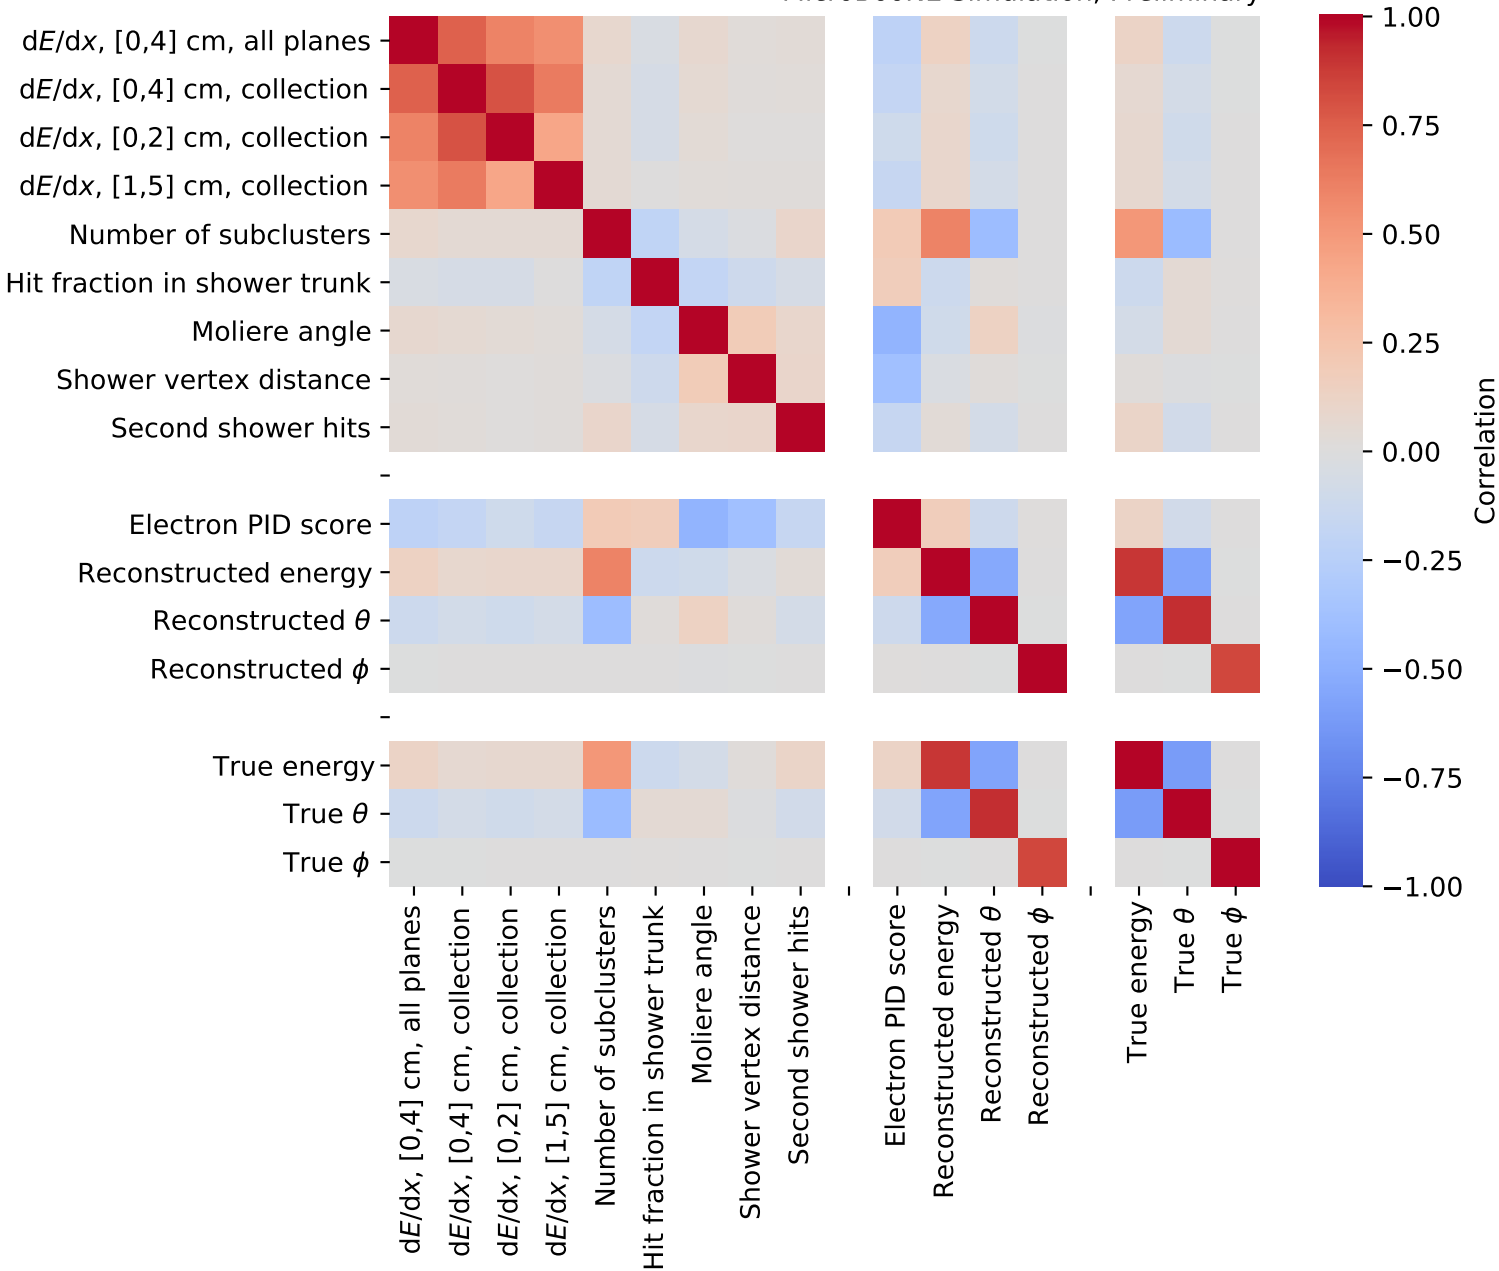 dE/dx, [0,4] cm, all planes
dE/dx, [0,4] cm, collection
dE/dx, [0,2] cm, collection
dE/dx, [1,5] cm, collection
Number of subclusters
Hit fraction in shower trunk
Moliere angle
Shower vertex distance
Second shower hits
Electron PID score
Reconstructed energy
Reconstructed θ
Reconstructed ϕ
True energy
True θ
True ϕ
dE/dx, [0,4] cm, all planes
dE/dx, [0,4] cm, collection
dE/dx, [0,2] cm, collection
dE/dx, [1,5] cm, collection
Number of subclusters
Hit fraction in shower trunk
Moliere angle
Shower vertex distance
Second shower hits
Electron PID score
Reconstructed energy
Reconstructed θ
Reconstructed ϕ
True energy
True θ
True ϕ
1.00
0.75
0.50
0.25
0.00
−0.25
−0.50
−0.75
−1.00
Correlation